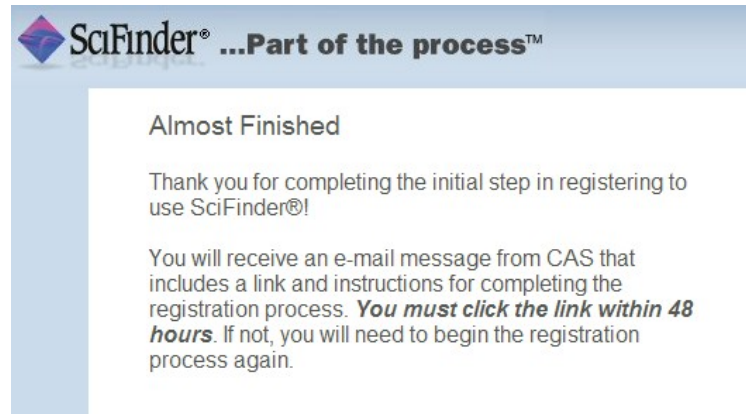 SciFinder® ...Part of the process™
Almost Finished
Thank you for completing the initial step in registering to
use SciFinder®!
You will receive an e-mail message from CAS that
includes a link and instructions for completing the
registration process. You must click the link within 48
hours. If not, you will need to begin the registration
process again.